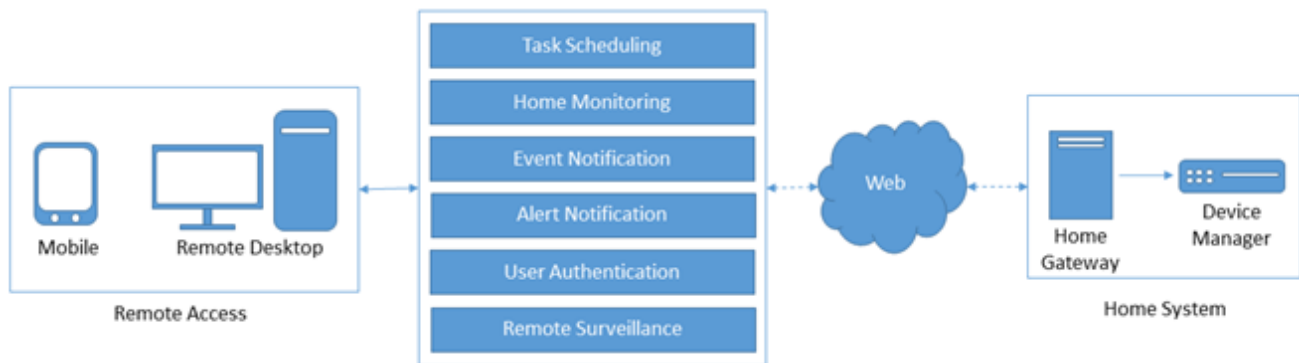 Task Scheduling
Home Monitoring
Event Notification
Alert Notification
User Authentication
Remote Surveillance
Mobile
Remote Desktop
Remote Access
Web
Home
Gateway
Device
Manager
Home System